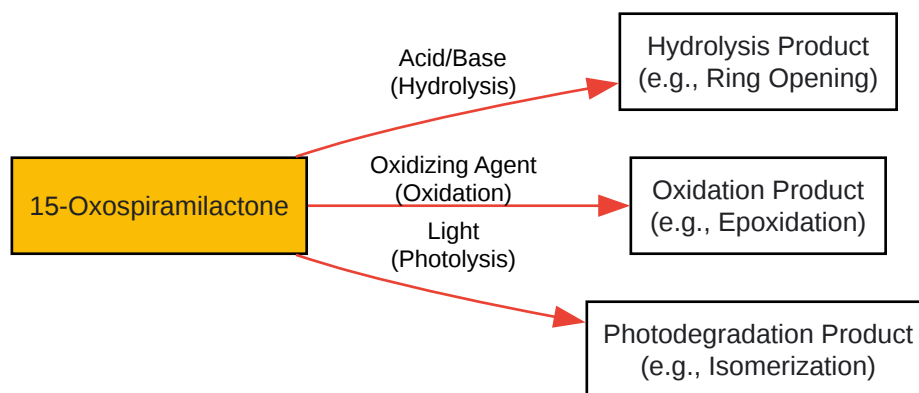 Hydrolysis Product
(e.g., Ring Opening)
Acid/Base
(Hydrolysis)
15-Oxospiramilactone
Oxidizing Agent
(Oxidation)
Oxidation Product
(e.g., Epoxidation)
Light
(Photolysis)
Photodegradation Product
(e.g., Isomerization)